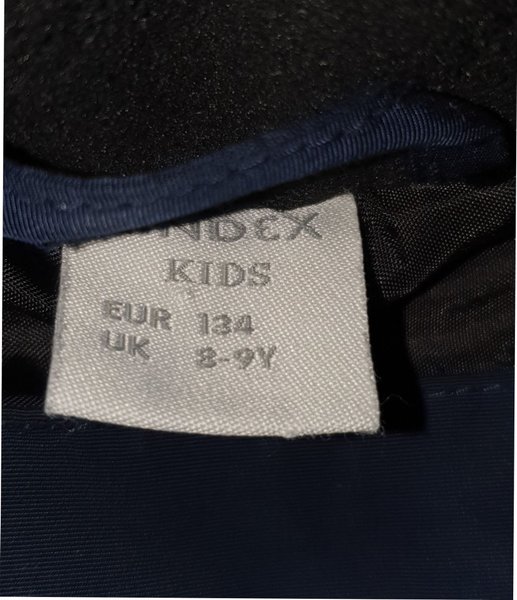 NDEX
KIDS
EUR 134
UK 8-9Y